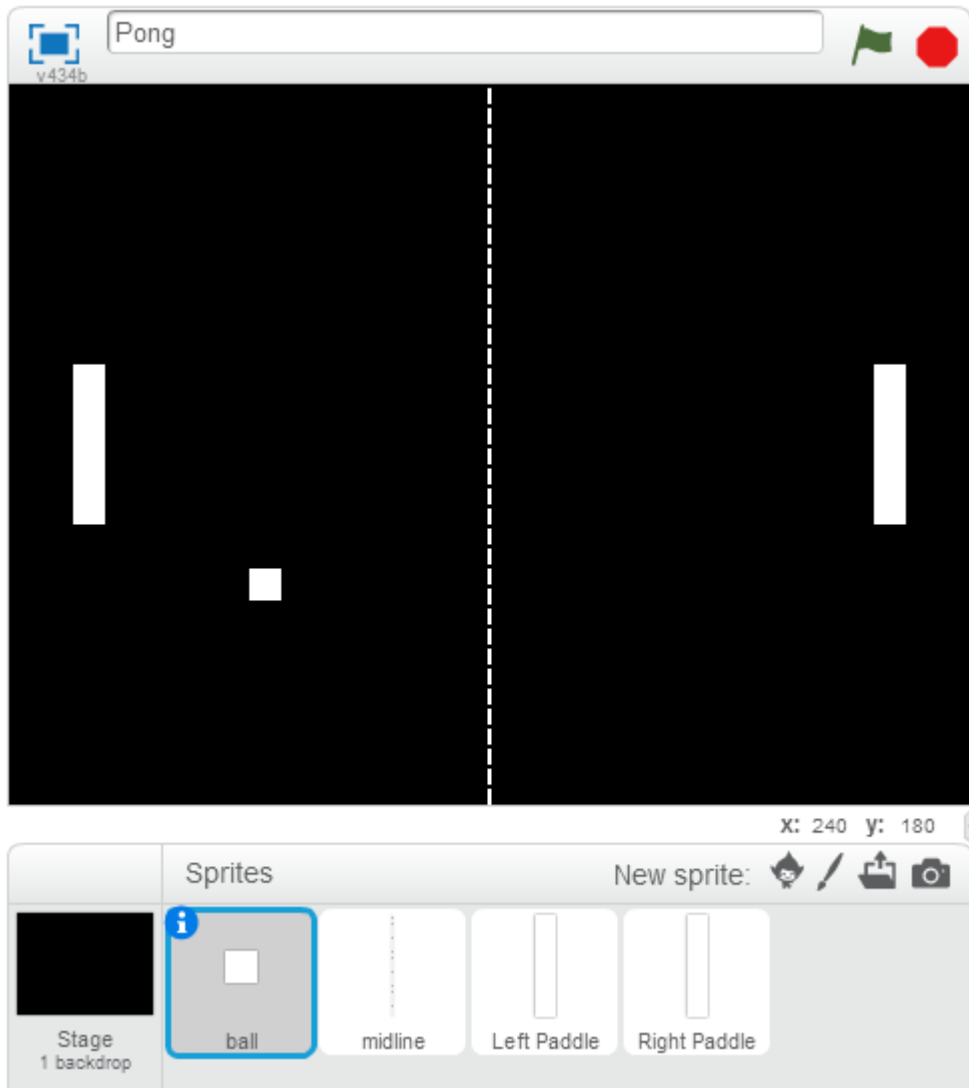 Pong
v434b
x: 240 y: 180
Sprites
New sprite:
Stage
1 backdrop
ball
midline
Left Paddle
Right Paddle